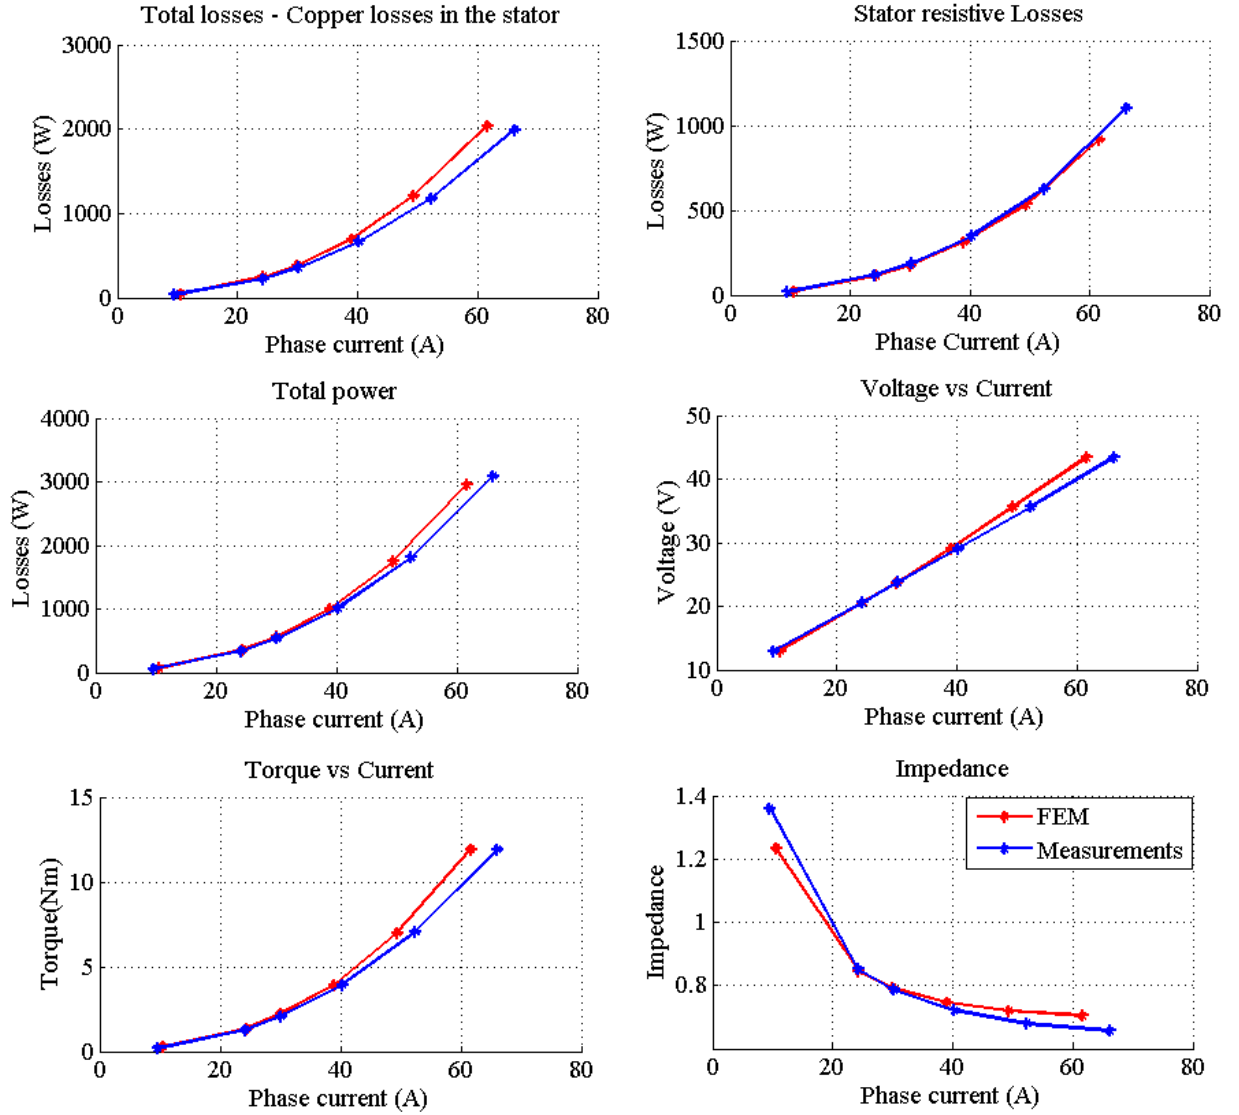 Total losses - Copper losses in the stator
3000
2000
1000
0
0 20 40 60 80
Losses (W)
Phase current (A)
Stator resistive Losses
1500
1000
500
0
0 20 40 60 80
Losses (W)
Phase Current (A)
Total power
4000
3000
2000
1000
0
0 20 40 60 80
Losses (W)
Phase current (A)
Voltage vs Current
50
40
30
20
10
0 20 40 60 80
Voltage (V)
Phase current (A)
Torque vs Current
15
10
5
0
0 20 40 60 80
Torque(Nm)
Phase current (A)
Impedance
1.4
1.2
1
0.8
0 20 40 60 80
Impedance
Phase current (A)
FEM
Measurements